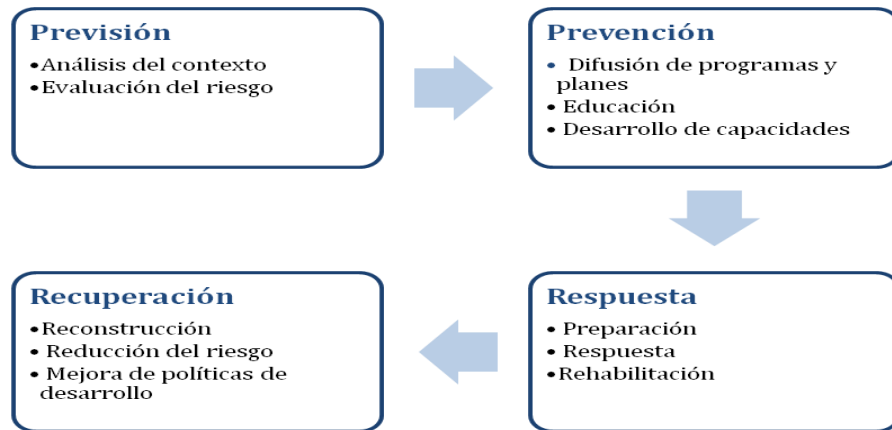 Previsión
•Análisis del contexto
•Evaluación del riesgo
Prevención
• Difusión de programas y
planes
• Educación
• Desarrollo de capacidades
Respuesta
• Preparación
• Respuesta
•Rehabilitación
Recuperación
•Reconstrucción
• Reducción del riesgo
• Mejora de políticas de
desarrollo